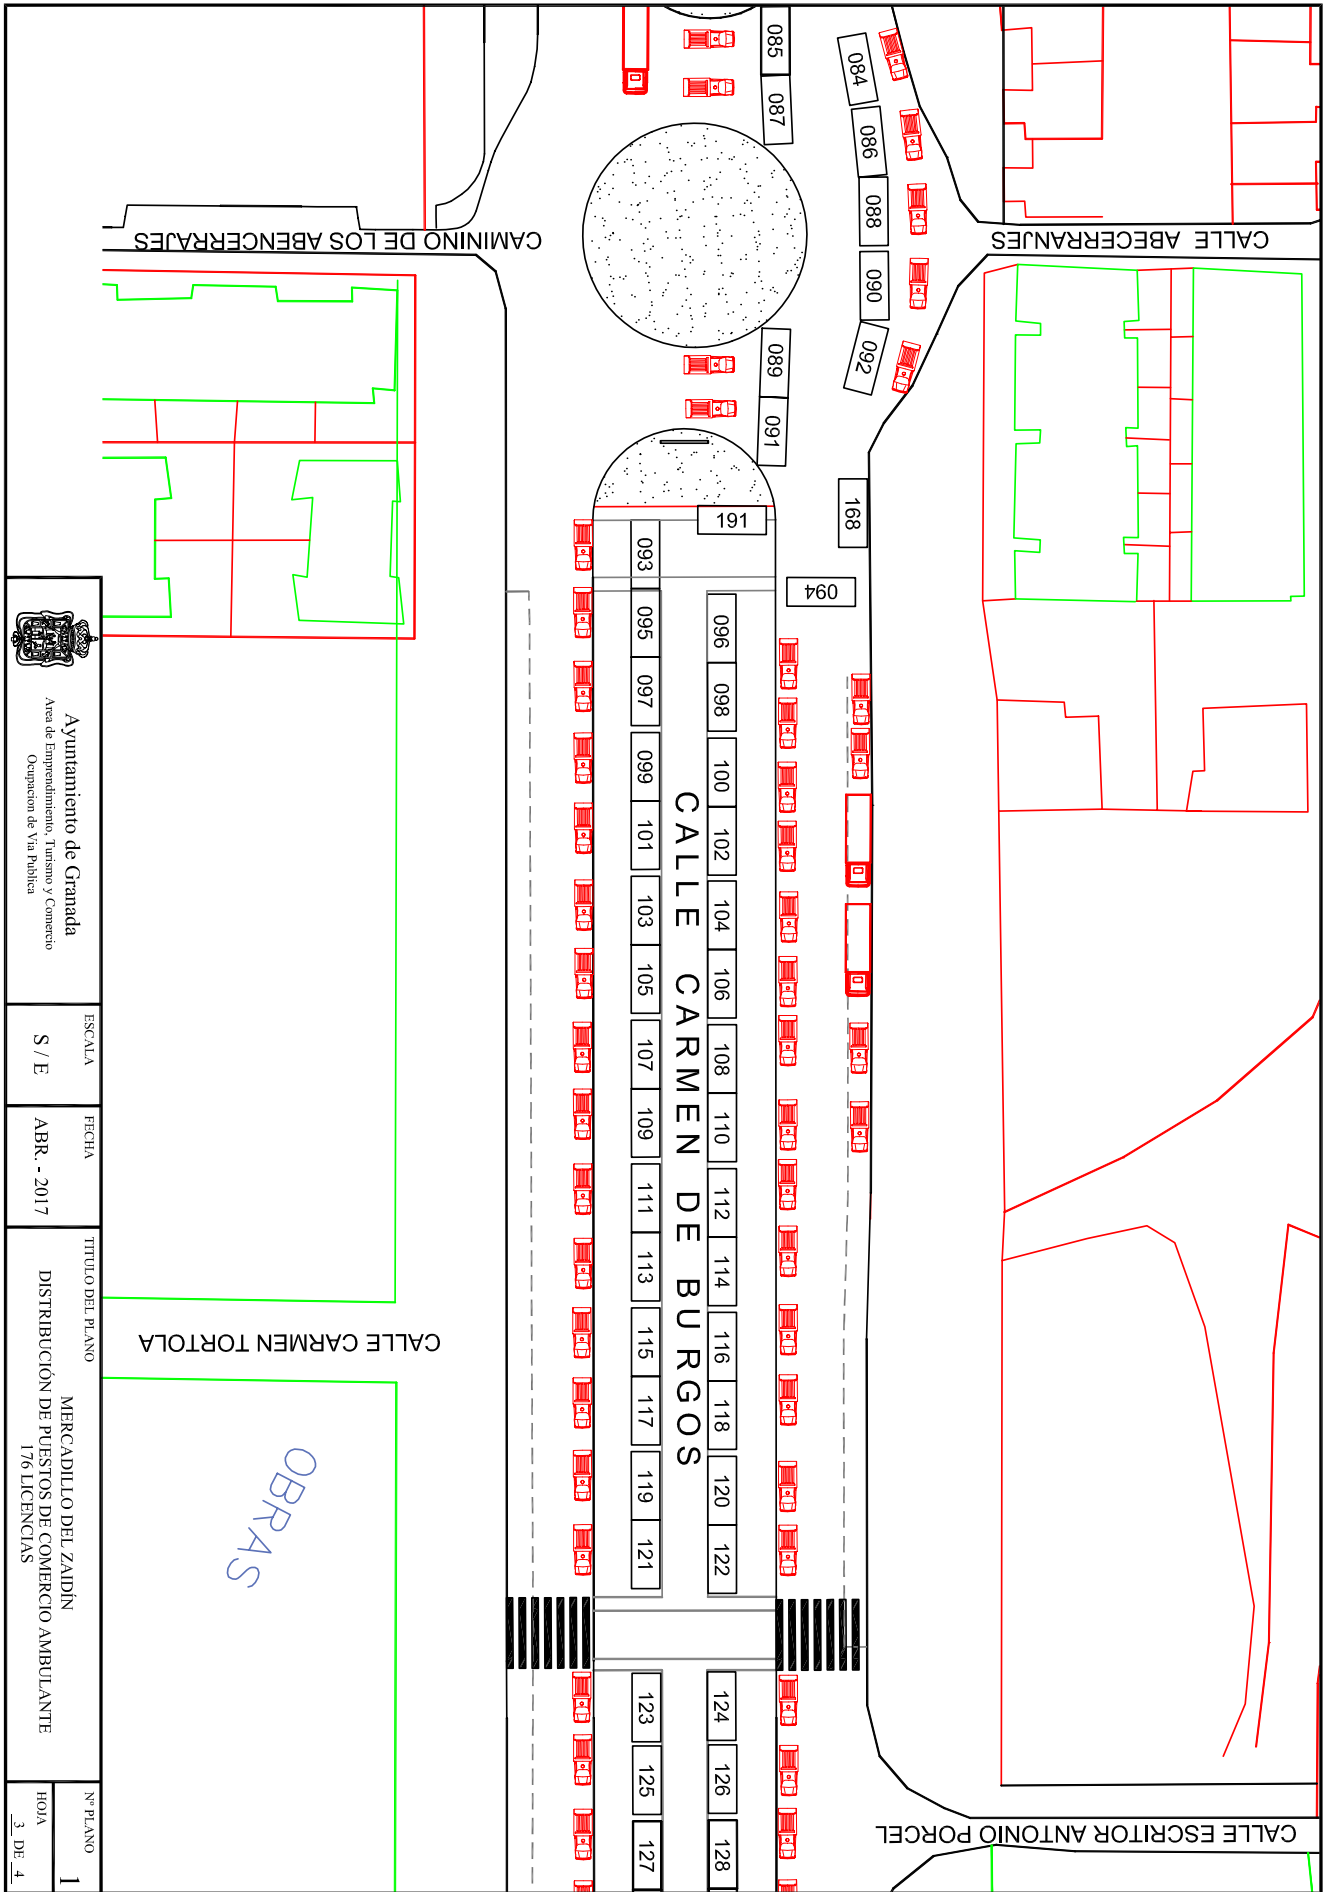 CALLE ABECERRANJES
CAMININO DE LOS ABENCERRAJES
CALLE CARMEN DE BURGOS
CALLE CARMEN TORTOLA
CALLE ESCRITOR ANTONIO PORCEL
OBRAS
084
086
088
090
092
168
094
085
087
089
091
191
096
098
100
102
104
106
108
110
112
114
116
118
120
122
124
126
128
093
095
097
099
101
103
105
107
109
111
113
115
117
119
121
123
125
127
Ayuntamiento de Granada
Area de Emprendimiento, Turismo y Comercio
Ocupacion de Via Publica
ESCALA
S / E
FECHA
ABR. - 2017
TITULO DEL PLANO
MERCADILLO DEL ZAIDÍN
DISTRIBUCIÓN DE PUESTOS DE COMERCIO AMBULANTE
176 LICENCIAS
Nº PLANO
1
HOJA
3 DE 4